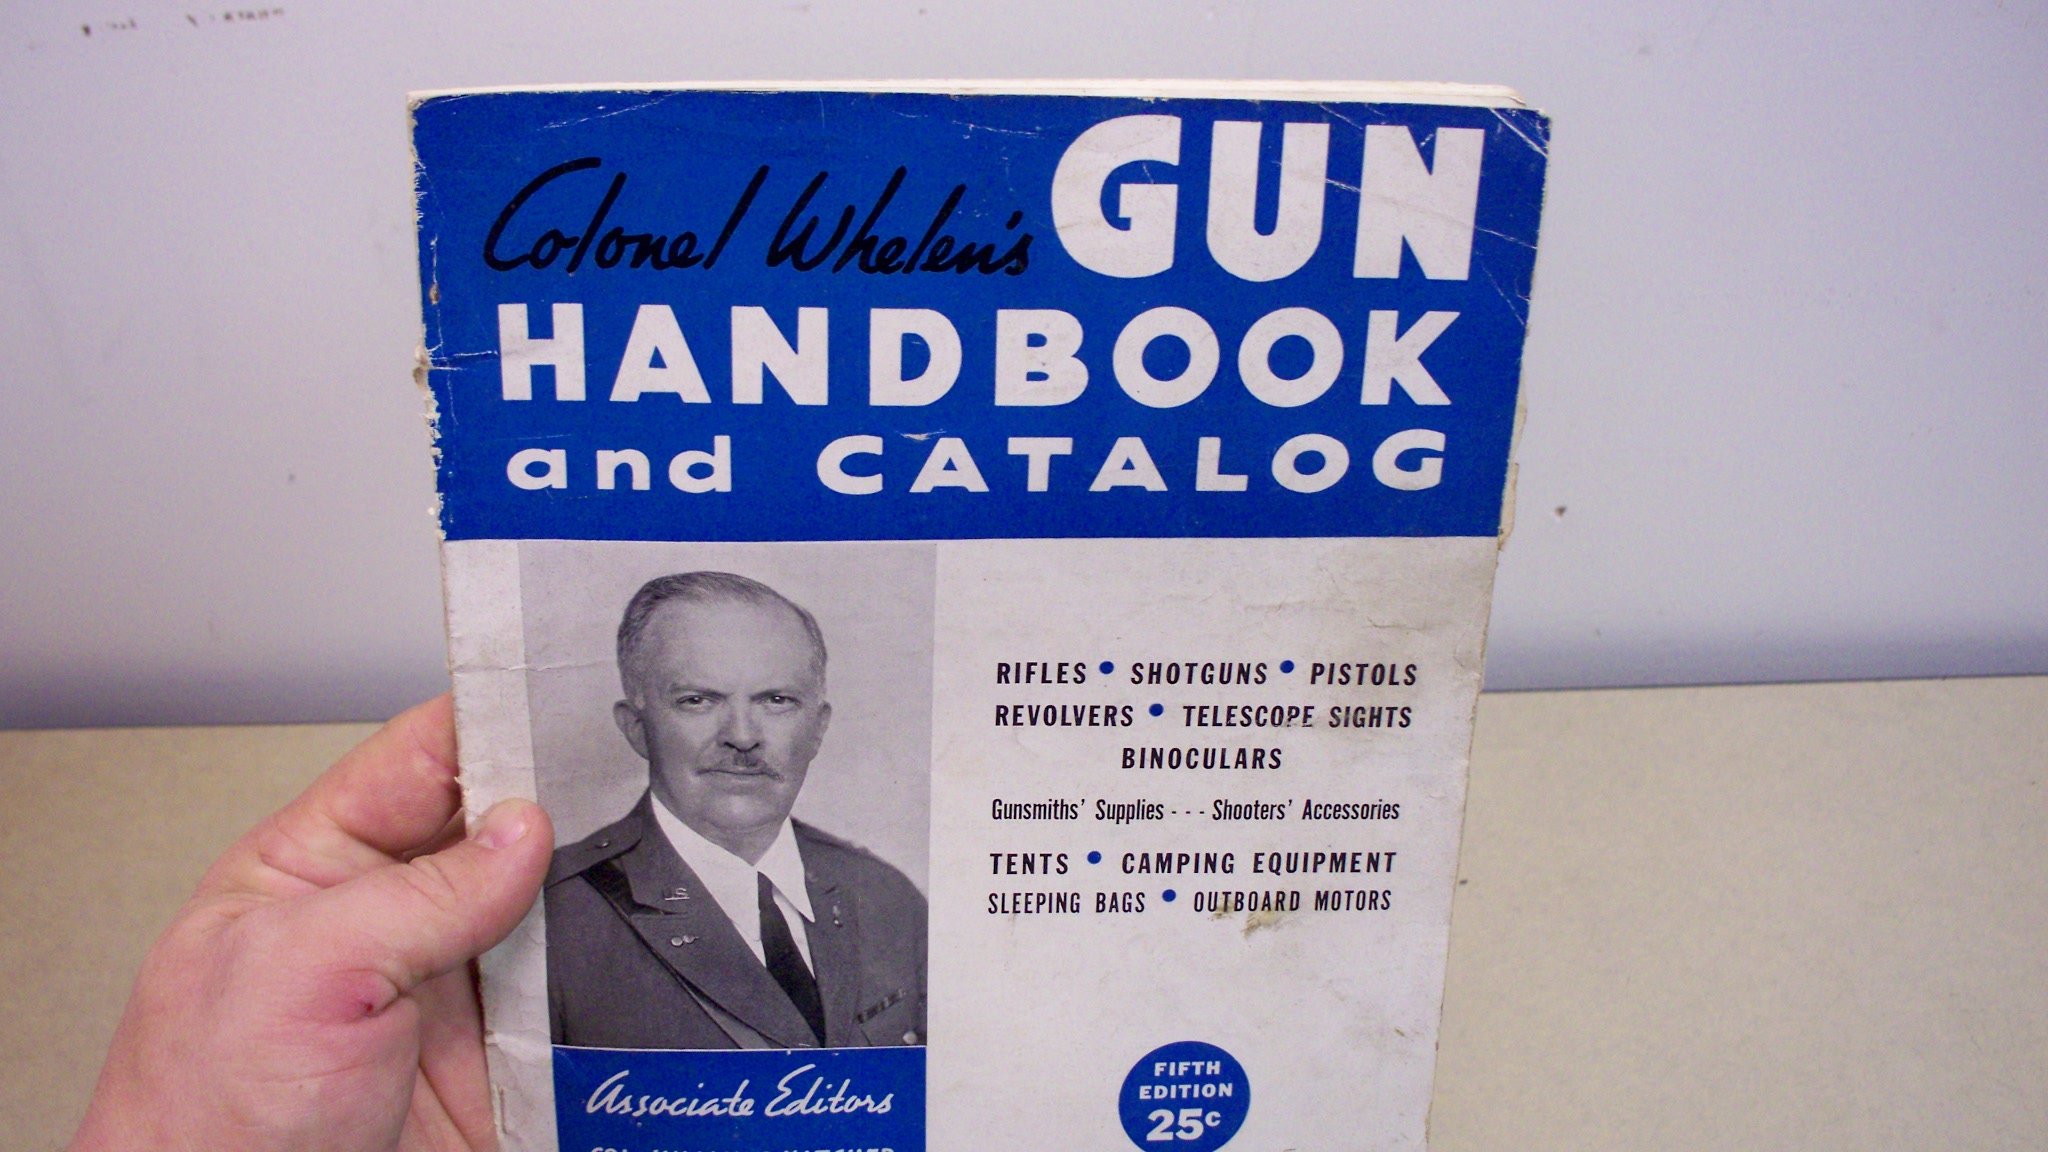 Colonel Whelen's GUN
HANDBOOK
and CATALOG
RIFLES • SHOTGUNS • PISTOLS
REVOLVERS • TELESCOPE SIGHTS
BINOCULARS
Gunsmiths' Supplies - - - Shooters' Accessories
TENTS • CAMPING EQUIPMENT
SLEEPING BAGS • OUTBOARD MOTORS
U.S.
Associate Editors
FIFTH
EDITION
25¢